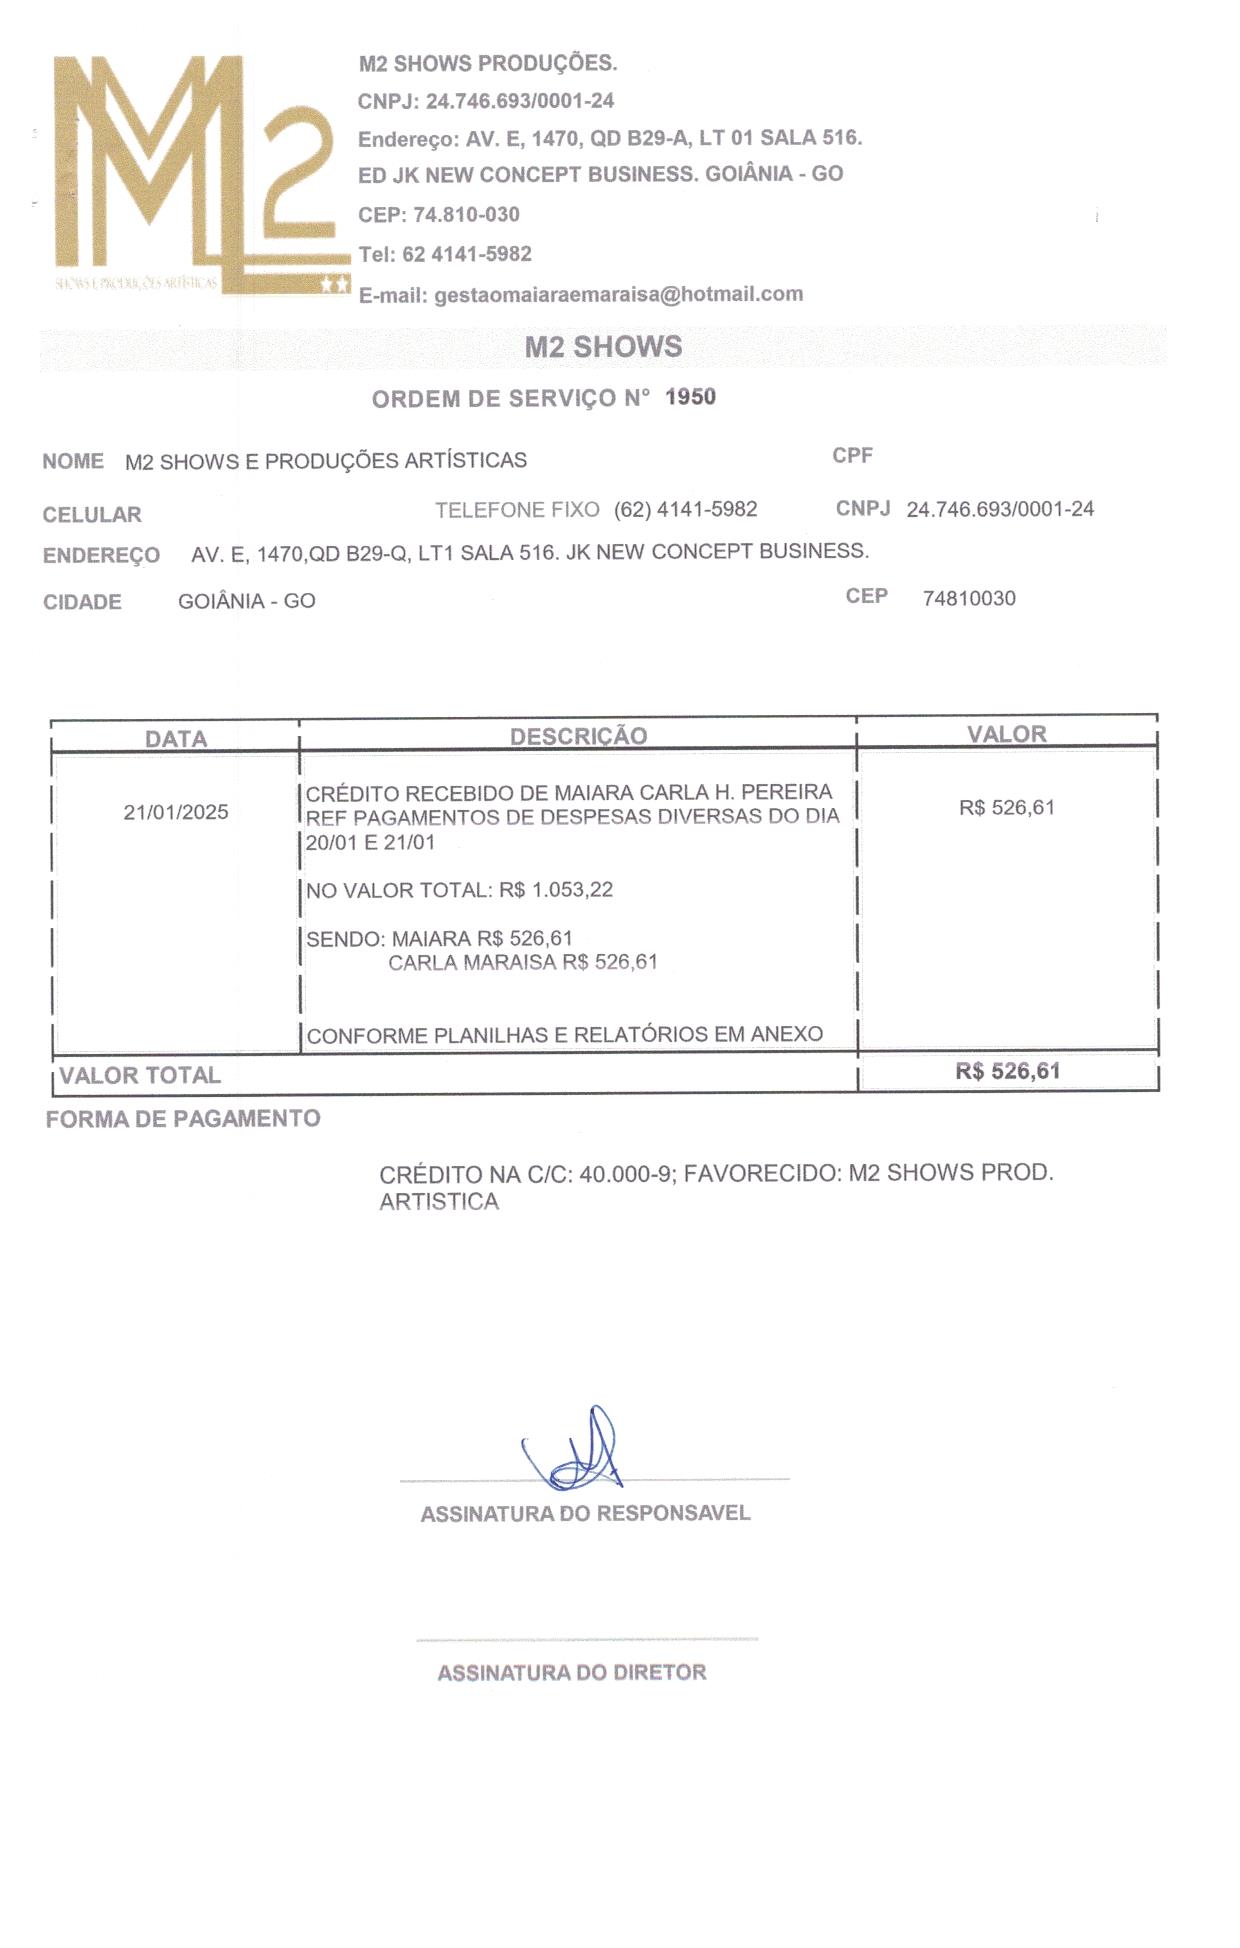 M2 SHOWS PRODUÇÕES.
CNPJ: 24.746.693/0001-24
Endereço: AV. E, 1470, QD B29-A, LT 01 SALA 516.
ED JK NEW CONCEPT BUSINESS. GOIÂNIA - GO
CEP: 74.810-030
Tel: 62 4141-5982
E-mail: gestaomaiaraemaraisa@hotmail.com
M2
SHOWS E PRODUÇÕES ARTÍSTICAS
M2 SHOWS
ORDEM DE SERVIÇO N° 1950
NOME M2 SHOWS E PRODUÇÕES ARTÍSTICAS CPF
CELULAR TELEFONE FIXO (62) 4141-5982 CNPJ 24.746.693/0001-24
ENDEREÇO AV. E, 1470,QD B29-Q, LT1 SALA 516. JK NEW CONCEPT BUSINESS.
CIDADE GOIÂNIA - GO CEP 74810030
DATA DESCRIÇÃO VALOR
21/01/2025 CRÉDITO RECEBIDO DE MAIARA CARLA H. PEREIRA R$ 526,61
REF PAGAMENTOS DE DESPESAS DIVERSAS DO DIA
20/01 E 21/01
NO VALOR TOTAL: R$ 1.053,22
SENDO: MAIARA R$ 526,61
CARLA MARAISA R$ 526,61
CONFORME PLANILHAS E RELATÓRIOS EM ANEXO
VALOR TOTAL R$ 526,61
FORMA DE PAGAMENTO
CRÉDITO NA C/C: 40.000-9; FAVORECIDO: M2 SHOWS PROD.
ARTISTICA
ASSINATURA DO RESPONSAVEL
ASSINATURA DO DIRETOR